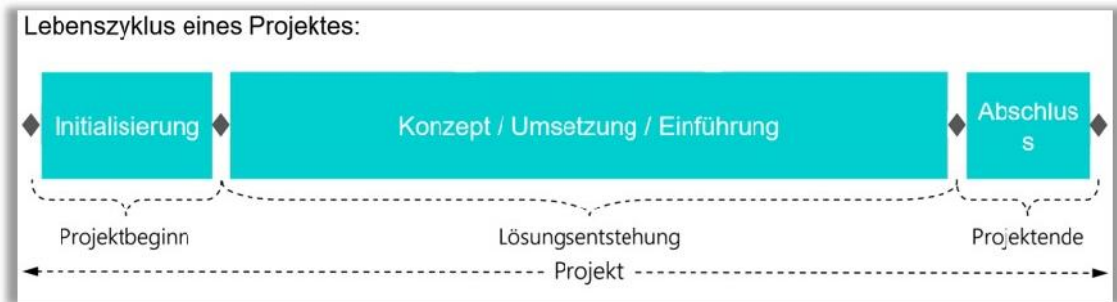 Lebenszyklus eines Projektes:
Initialisierung
Konzept / Umsetzung / Einführung
Abschlus
s
Projektbeginn
Lösungsentstehung
Projektende
Projekt